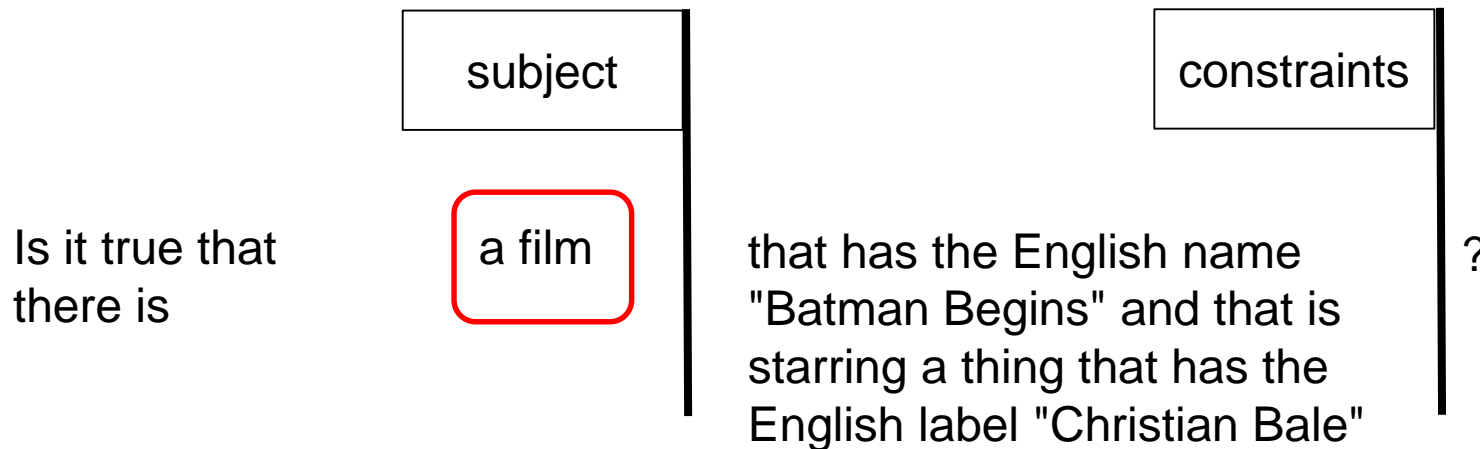 subject
constraints
Is it true that
there is
a film
that has the English name
"Batman Begins" and that is
starring a thing that has the
English label "Christian Bale"
?